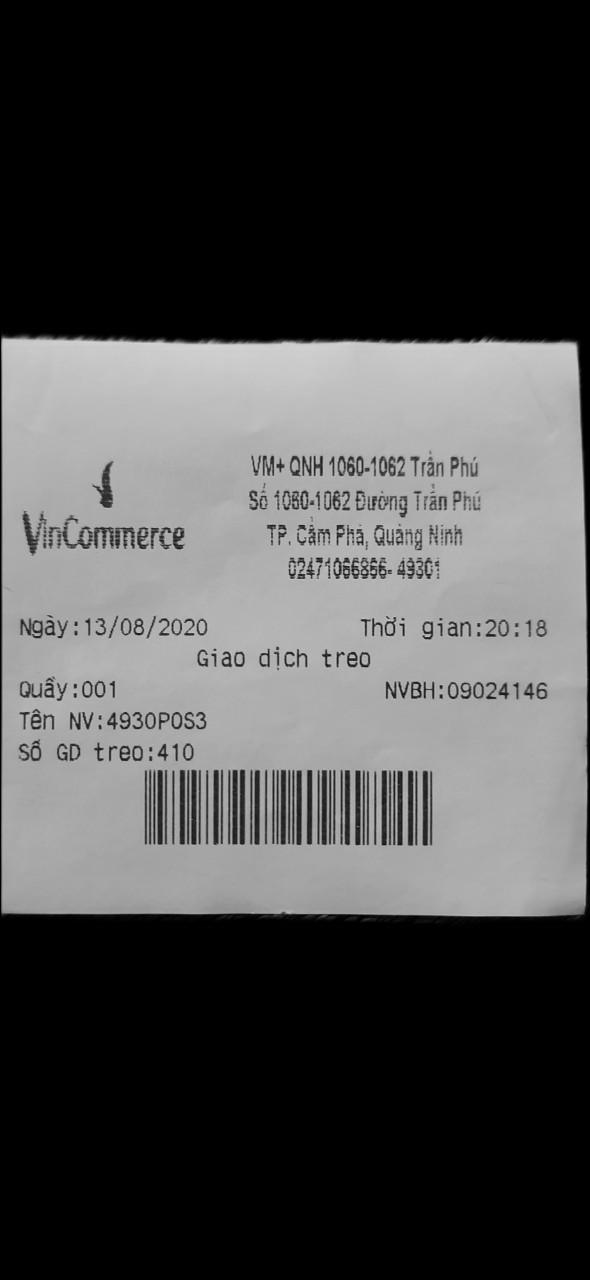 VinCommerce
VM+ QNH 1060-1062 Trần Phú
Số 1060-1062 Đường Trần Phú
TP. Cẩm Phả, Quảng Ninh
02471066866- 49301
Ngày:13/08/2020 Thời gian:20:18
Giao dịch treo
Quầy:001 NVBH:09024146
Tên NV:4930POS3
Số GD treo:410